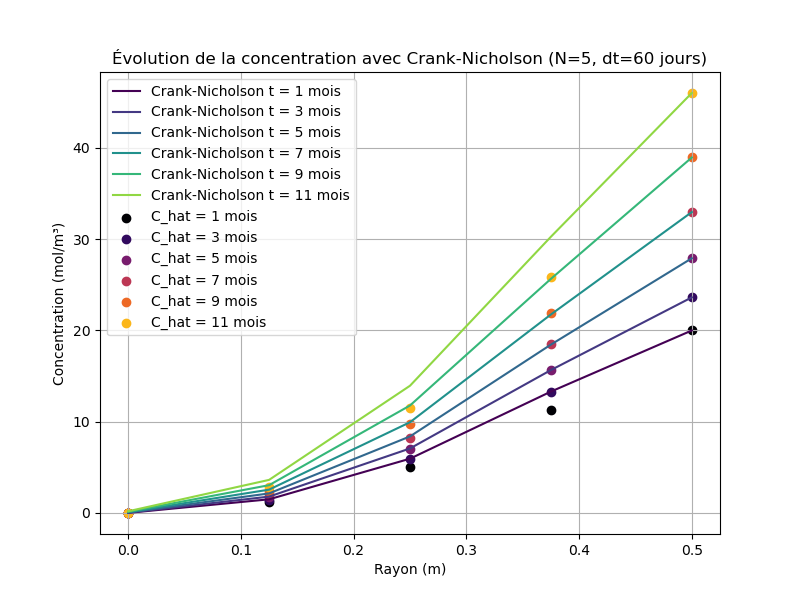 Évolution de la concentration avec Crank-Nicholson (N=5, dt=60 jours)
Crank-Nicholson t = 1 mois
Crank-Nicholson t = 3 mois
Crank-Nicholson t = 5 mois
Crank-Nicholson t = 7 mois
Crank-Nicholson t = 9 mois
Crank-Nicholson t = 11 mois
C_hat = 1 mois
C_hat = 3 mois
C_hat = 5 mois
C_hat = 7 mois
C_hat = 9 mois
C_hat = 11 mois
Concentration (mol/m³)
40
30
20
10
0
0.0 0.1 0.2 0.3 0.4 0.5
Rayon (m)